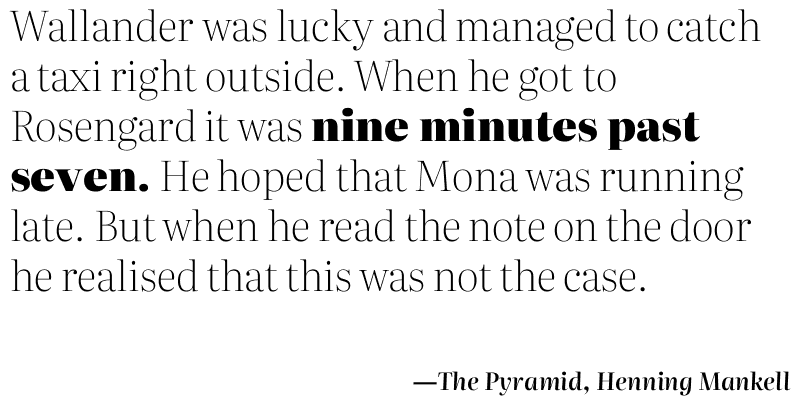 Wallander was lucky and managed to catch
a taxi right outside. When he got to
Rosengard it was nine minutes past
seven. He hoped that Mona was running
late. But when he read the note on the door
he realised that this was not the case.
—The Pyramid, Henning Mankell